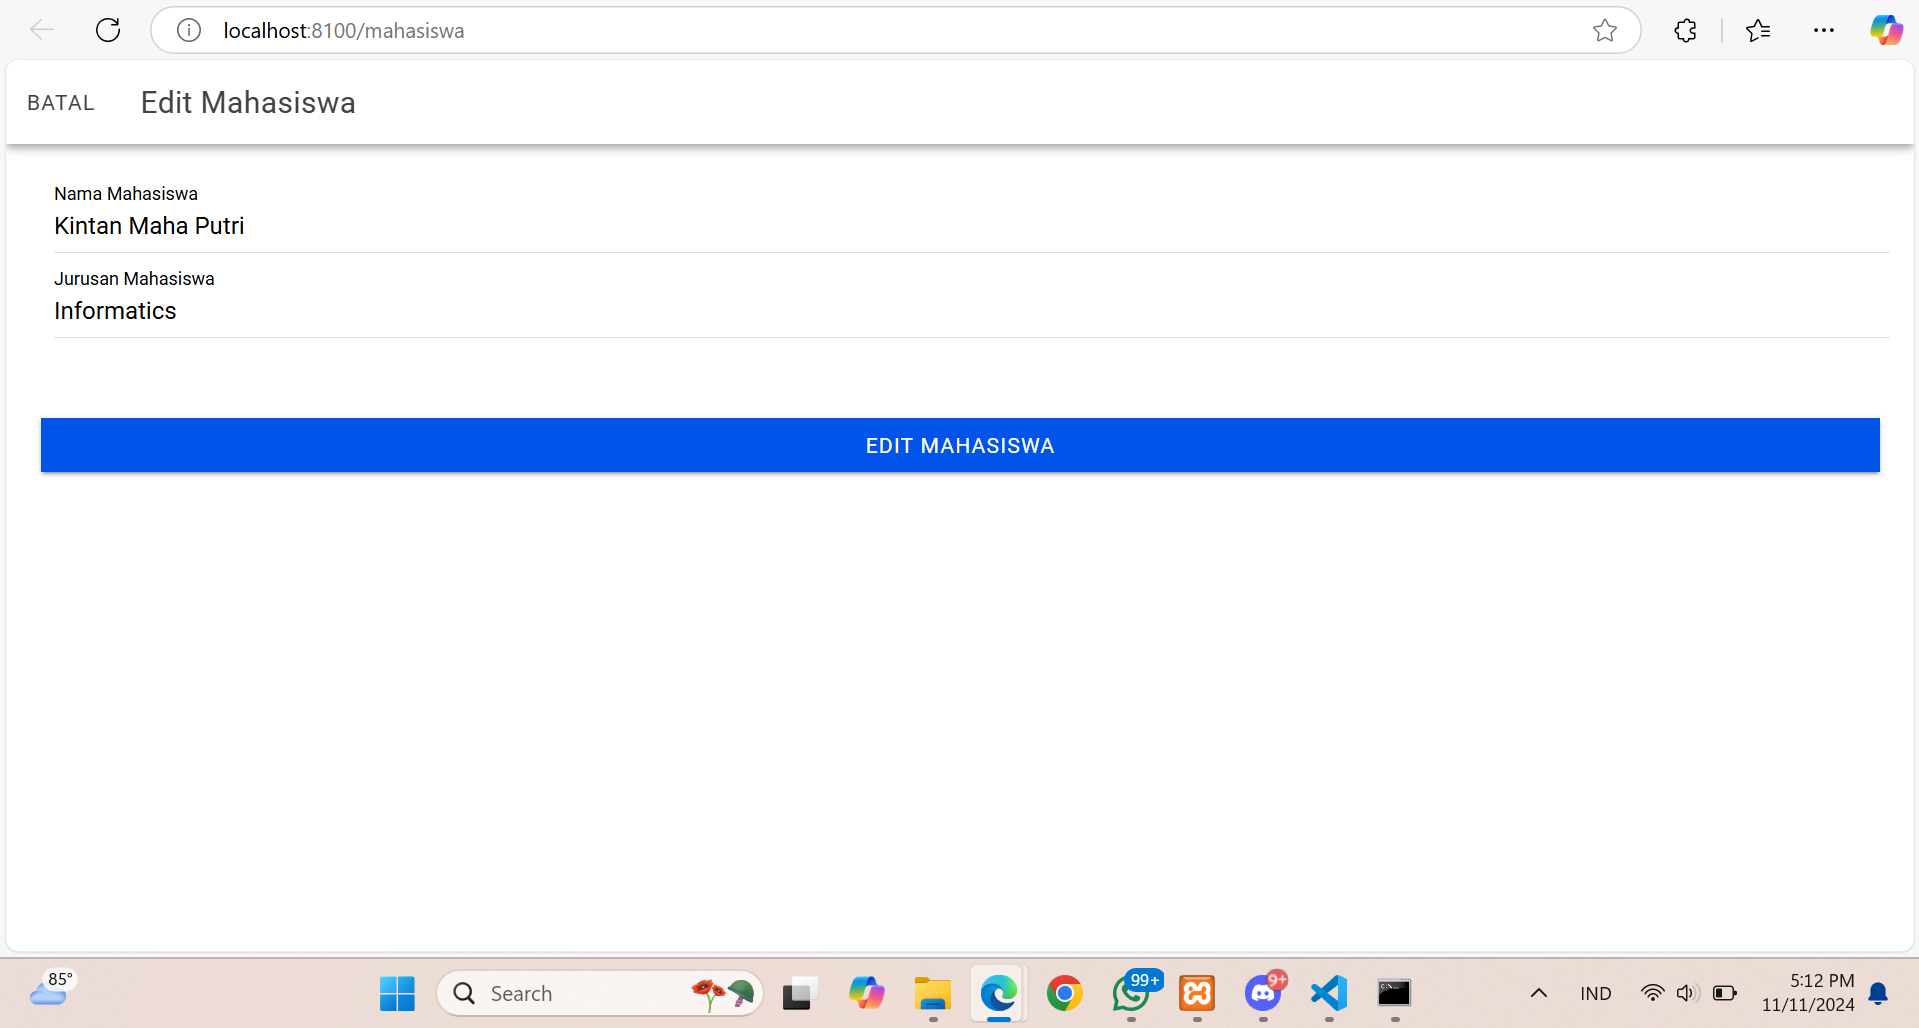 localhost:8100/mahasiswa
BATAL Edit Mahasiswa
Nama Mahasiswa
Kintan Maha Putri
Jurusan Mahasiswa
Informatics
EDIT MAHASISWA
85°
Search
99+
9+
IND
5:12 PM
11/11/2024